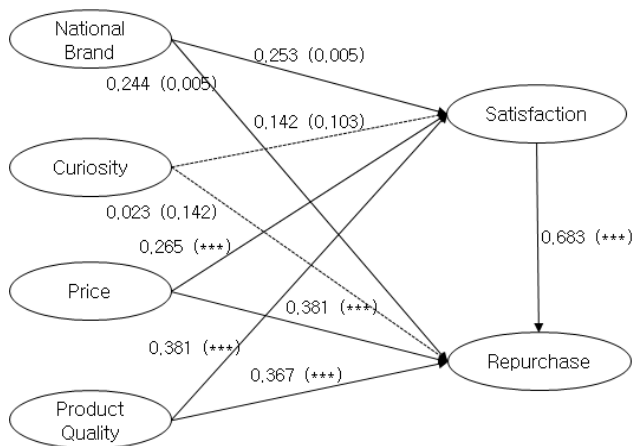 National
Brand
0.253 (0.005)
0.244 (0.005)
Satisfaction
0.142 (0.103)
Curiosity
0.023 (0.142)
0.265 (***)
0.683 (***)
Price
0.381 (***)
0.381 (***)
Repurchase
0.367 (***)
Product
Quality